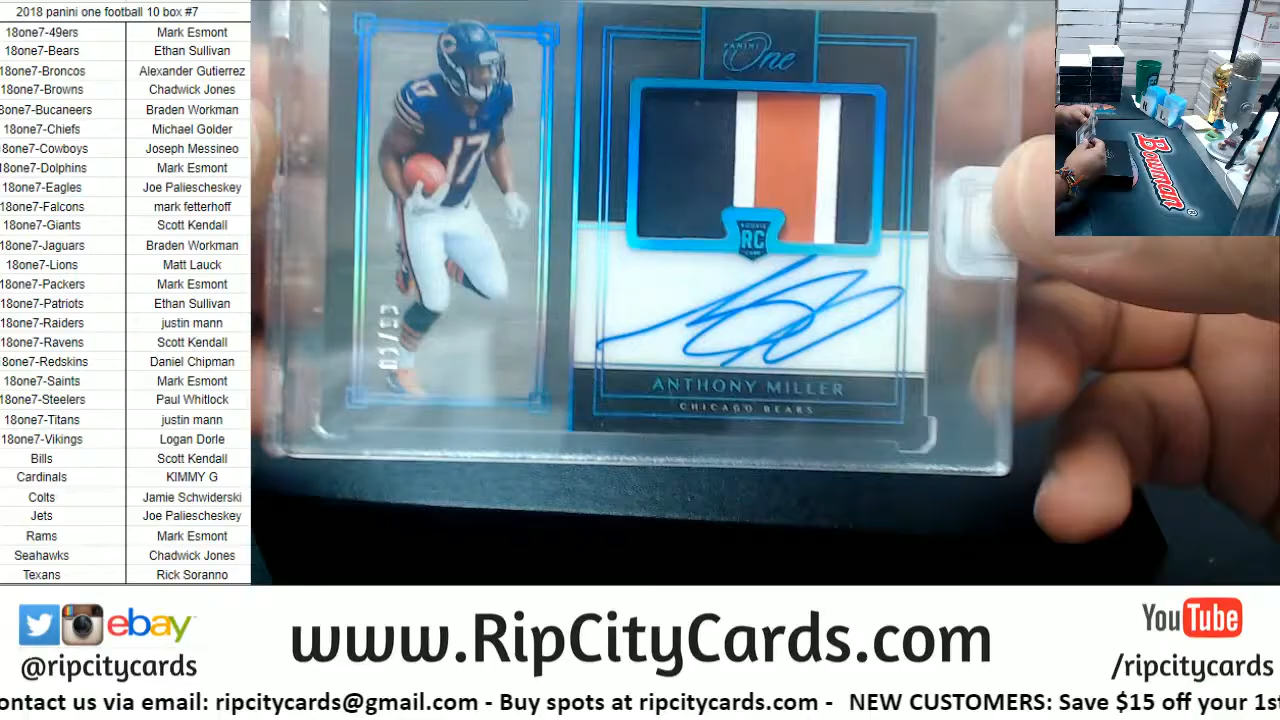 2018 panini one football 10 box #7
18one7-49ers Mark Esmont
18one7-Bears Ethan Sullivan
18one7-Broncos Alexander Gutierrez
18one7-Browns Chadwick Jones
8one7-Bucaneers Braden Workman
18one7-Chiefs Michael Golder
18one7-Cowboys Joseph Messineo
18one7-Dolphins Mark Esmont
18one7-Eagles Joe Paliescheskey
18one7-Falcons mark fetterhoff
18one7-Giants Scott Kendall
18one7-Jaguars Braden Workman
18one7-Lions Matt Lauck
18one7-Packers Mark Esmont
18one7-Patriots Ethan Sullivan
18one7-Raiders justin mann
18one7-Ravens Scott Kendall
8one7-Redskins Daniel Chipman
18one7-Saints Mark Esmont
18one7-Steelers Paul Whitlock
18one7-Titans justin mann
18one7-Vikings Logan Dorle
Bills Scott Kendall
Cardinals KIMMY G
Colts Jamie Schwiderski
Jets Joe Paliescheskey
Rams Mark Esmont
Seahawks Chadwick Jones
Texans Rick Soranno
17
17
PANINI
One
ROOKIE
RC
CARD
ANTHONY MILLER
CHICAGO BEARS
Bowman
ebay
@ripcitycards
www.RipCityCards.com
YouTube
/ripcitycards
ontact us via email: ripcitycards@gmail.com - Buy spots at ripcitycards.com - NEW CUSTOMERS: Save $15 off your 1s